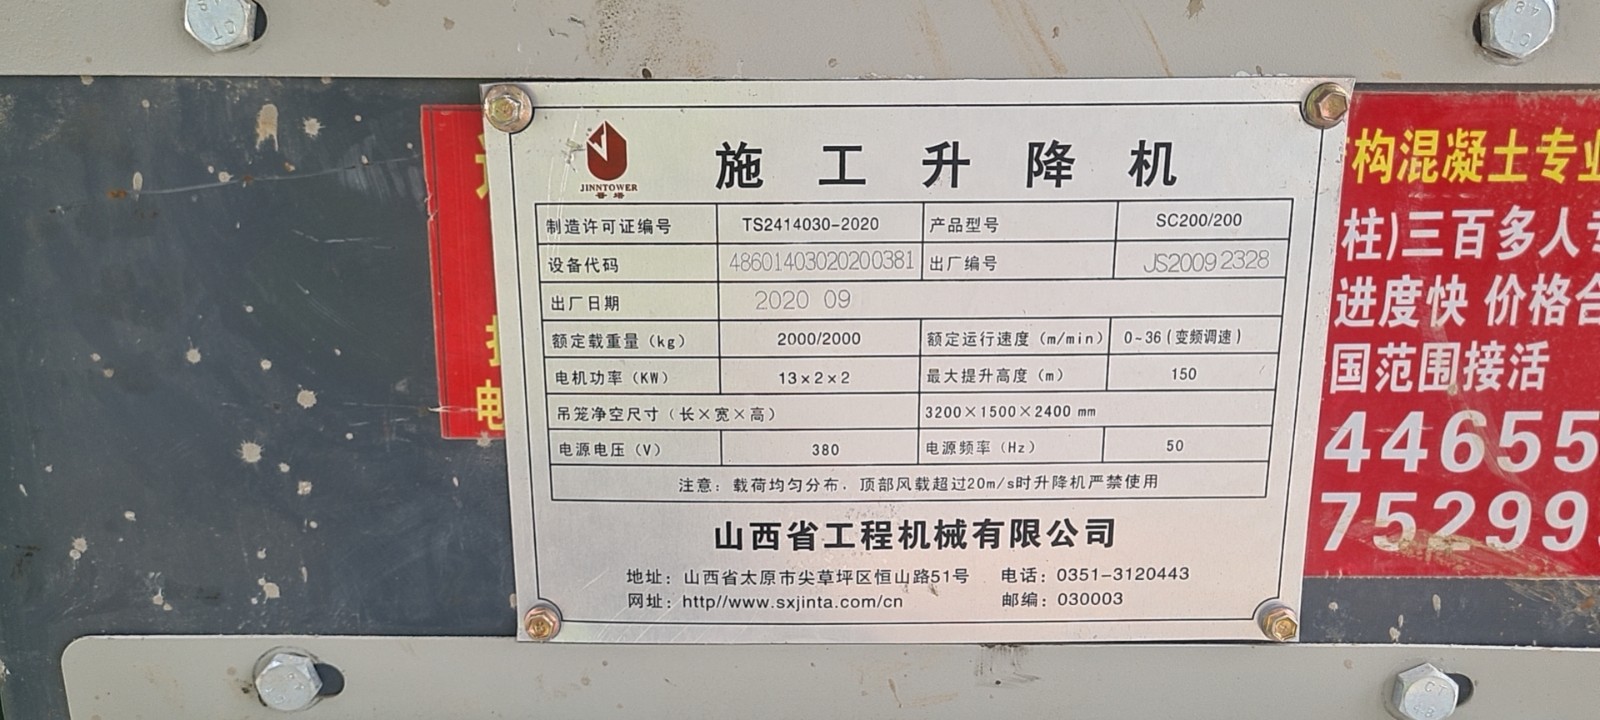 施工升降机
JINNTOWER
晋塔
制造许可证编号 TS2414030-2020 产品型号 SC200/200
设备代码 48601403020200381 出厂编号 JS20092328
出厂日期 2020 09
额定载重量（kg） 2000/2000 额定运行速度（m/min） 0~36（变频调速）
电机功率（KW） 13×2×2 最大提升高度（m） 150
吊笼净空尺寸（长×宽×高） 3200×1500×2400 mm
电源电压（V） 380 电源频率（Hz） 50
注意：载荷均匀分布．顶部风载超过20m/s时升降机严禁使用
山西省工程机械有限公司
地址：山西省太原市尖草坪区恒山路51号 电话：0351-3120443
网址：http//www.sxjinta.com/cn 邮编：030003
构混凝土专业
柱)三百多人
进度快 价格合
国范围接活
44655
75299
电